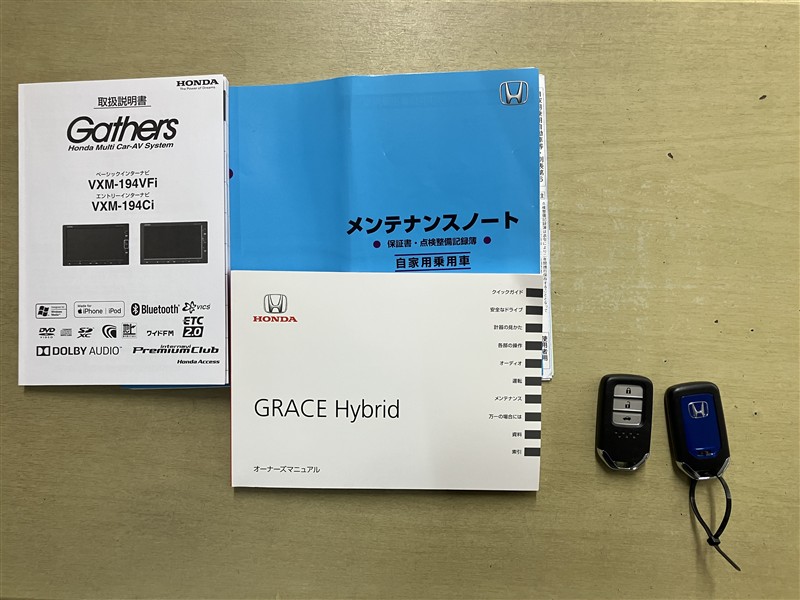 HONDA
The Power of Dreams
取扱説明書
Gathers
Honda Multi Car-AV System
ベーシックインターナビ
VXM-194VFi
エントリーインターナビ
VXM-194Ci
Made for
iPhone | iPod
Bluetooth
VICS
DVD
VIDEO
XC
ワイドFM
ETC
2.0
DOLBY AUDIO
internavi
PremiumClub
Honda Access
メンテナンスノート
保証書・点検整備記録簿
自家用乗用車
HONDA
GRACE Hybrid
オーナーズマニュアル
クイックガイド
安全なドライブ
計器の見かた
各部の操作
オーディオ
運転
メンテナンス
万一の場合には
資料
索引